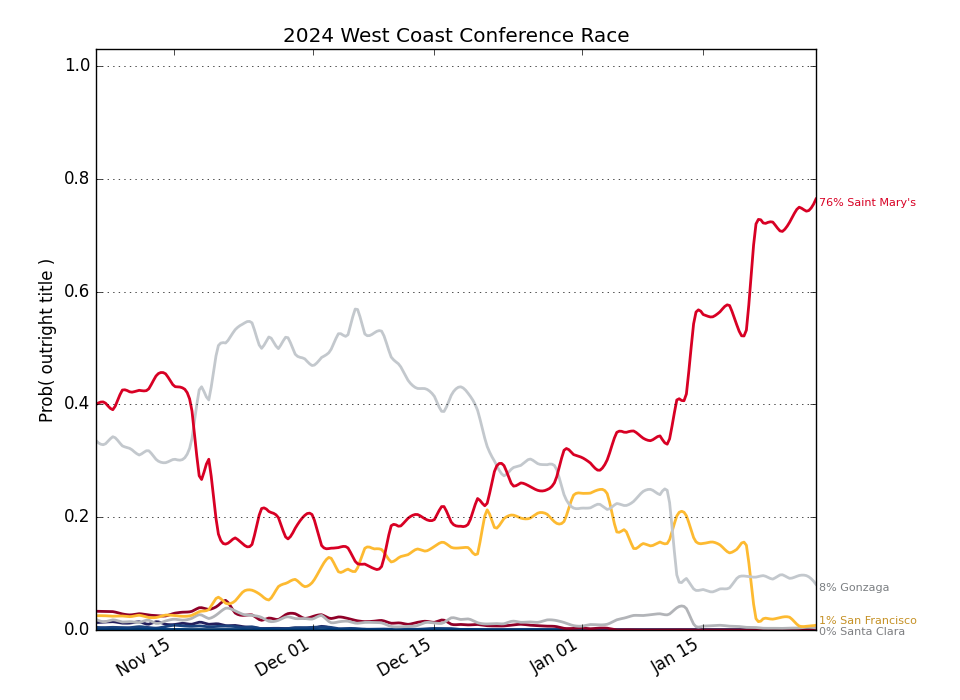 2024 West Coast Conference Race
1.0
0.8
0.6
0.4
0.2
0.0
Prob( outright title )
76% Saint Mary's
8% Gonzaga
1% San Francisco
0% Santa Clara
Nov 15
Dec 01
Dec 15
Jan 01
Jan 15